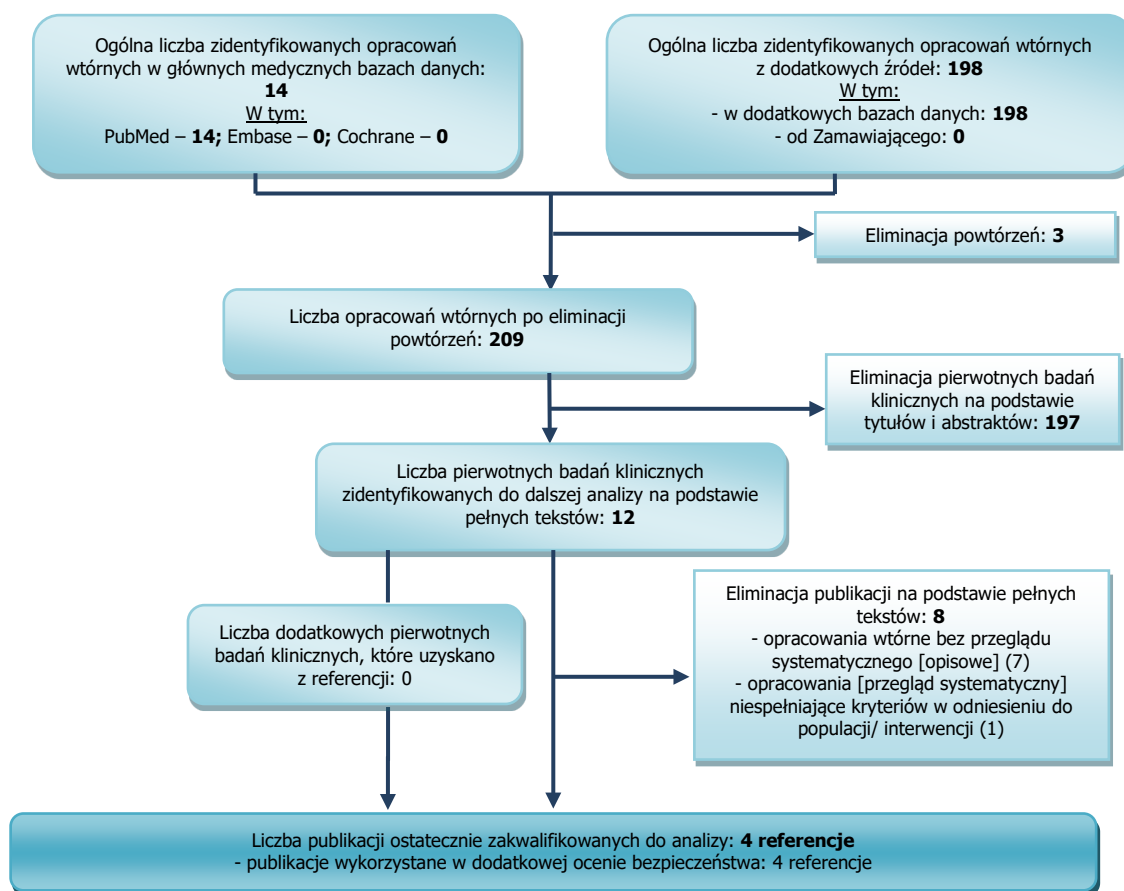 Ogólna liczba zidentyfikowanych opracowań
wtórnych w głównych medycznych bazach danych:
14
W tym:
PubMed – 14; Embase – 0; Cochrane – 0
Ogólna liczba zidentyfikowanych opracowań wtórnych
z dodatkowych źródeł: 198
W tym:
- w dodatkowych bazach danych: 198
- od Zamawiającego: 0
Eliminacja powtórzeń: 3
Liczba opracowań wtórnych po eliminacji
powtórzeń: 209
Eliminacja pierwotnych badań
klinicznych na podstawie
tytułów i abstraktów: 197
Liczba pierwotnych badań klinicznych
zidentyfikowanych do dalszej analizy na podstawie
pełnych tekstów: 12
Liczba dodatkowych pierwotnych
badań klinicznych, które uzyskano
z referencji: 0
Eliminacja publikacji na podstawie pełnych
tekstów: 8
- opracowania wtórne bez przeglądu
systematycznego [opisowe] (7)
- opracowania [przegląd systematyczny]
niespełniające kryteriów w odniesieniu do
populacji/ interwencji (1)
Liczba publikacji ostatecznie zakwalifikowanych do analizy: 4 referencje
- publikacje wykorzystane w dodatkowej ocenie bezpieczeństwa: 4 referencje